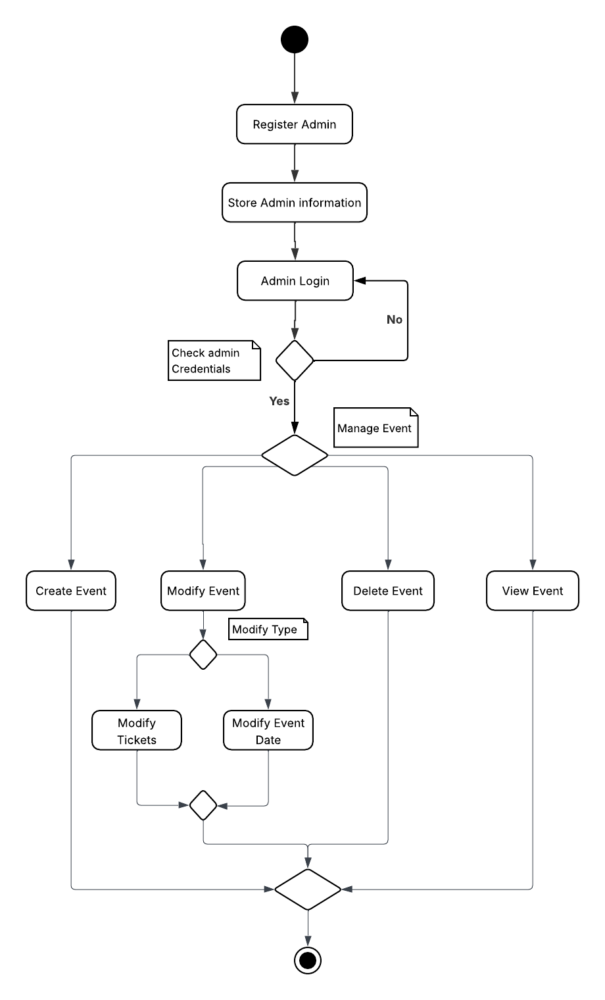 Register Admin
Store Admin information
Admin Login
No
Check admin
Credentials
Yes
Manage Event
Create Event
Modify Event
Delete Event
View Event
Modify Type
Modify
Tickets
Modify Event
Date